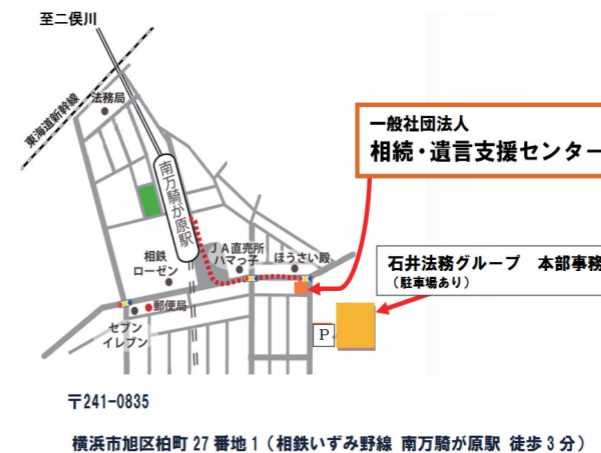 至二俣川
東海道新幹線
法務局
一般社団法人
相続・遺言支援センター
南万騎が原駅
相鉄
ローゼン
ＪＡ直売所
ハマっ子
ほうさい殿
石井法務グループ　本部事務
（駐車場あり）
郵便局
セブン
イレブン
P
〒241-0835
横浜市旭区柏町 27 番地 1（相鉄いずみ野線 南万騎が原駅 徒歩 3 分）